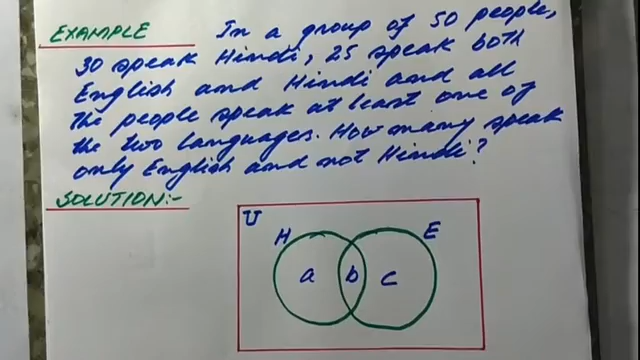 EXAMPLE In a group of 50 people,
30 speak Hindi, 25 speak both
English and Hindi and all
the people speak at least one of
the two languages. How many speak
only English and not Hindi?
SOLUTION:-
U
H E
a b c